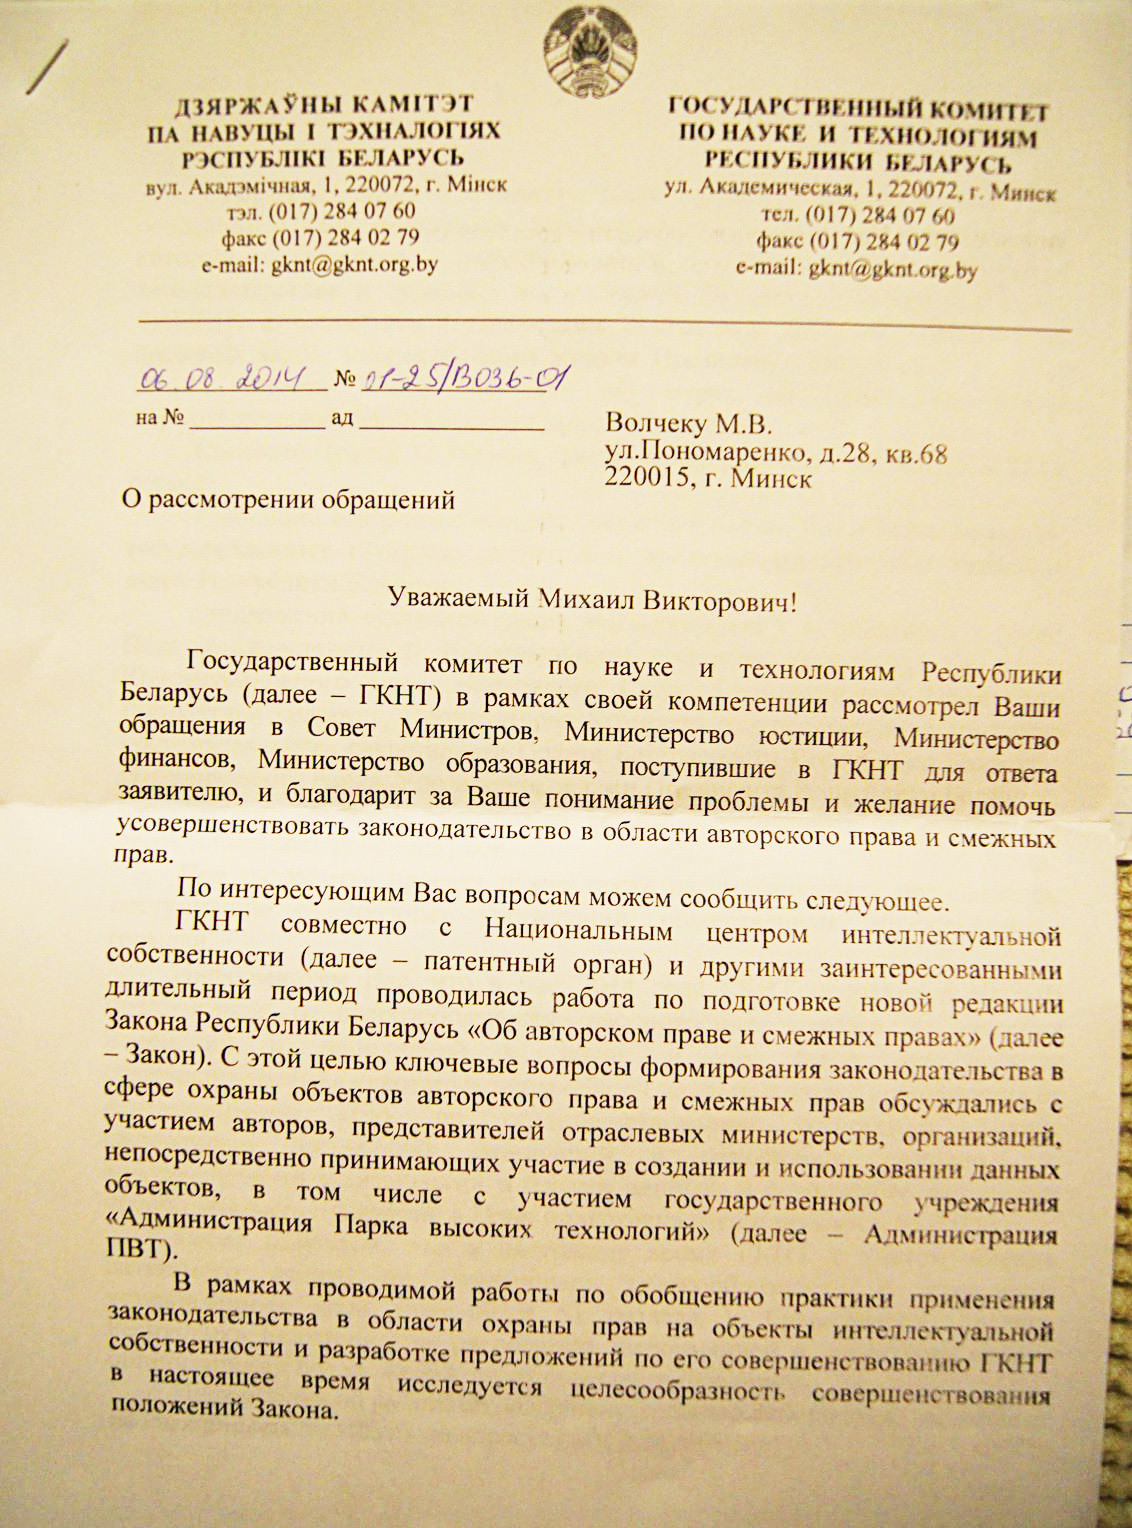 ДЗЯРЖАЎНЫ КАМІТЭТ
ПА НАВУЦЫ І ТЭХНАЛОГІЯХ
РЭСПУБЛІКІ БЕЛАРУСЬ
вул. Акадэмічная, 1, 220072, г. Мінск
тэл. (017) 284 07 60
факс (017) 284 02 79
e-mail: gknt@gknt.org.by
ГОСУДАРСТВЕННЫЙ КОМИТЕТ
ПО НАУКЕ И ТЕХНОЛОГИЯМ
РЕСПУБЛИКИ БЕЛАРУСЬ
ул. Академическая, 1, 220072, г. Минск
тел. (017) 284 07 60
факс (017) 284 02 79
e-mail: gknt@gknt.org.by
06.08.2014 № 01-25/В036-01
на № ____________ ад ________________
Волчеку М.В.
ул.Пономаренко, д.28, кв.68
220015, г. Минск
О рассмотрении обращений
Уважаемый Михаил Викторович!
Государственный комитет по науке и технологиям Республики
Беларусь (далее – ГКНТ) в рамках своей компетенции рассмотрел Ваши
обращения в Совет Министров, Министерство юстиции, Министерство
финансов, Министерство образования, поступившие в ГКНТ для ответа
заявителю, и благодарит за Ваше понимание проблемы и желание помочь
усовершенствовать законодательство в области авторского права и смежных
прав.
По интересующим Вас вопросам можем сообщить следующее.
ГКНТ совместно с Национальным центром интеллектуальной
собственности (далее – патентный орган) и другими заинтересованными
длительный период проводилась работа по подготовке новой редакции
Закона Республики Беларусь «Об авторском праве и смежных правах» (далее
– Закон). С этой целью ключевые вопросы формирования законодательства в
сфере охраны объектов авторского права и смежных прав обсуждались с
участием авторов, представителей отраслевых министерств, организаций,
непосредственно принимающих участие в создании и использовании данных
объектов, в том числе с участием государственного учреждения
«Администрация Парка высоких технологий» (далее – Администрация
ПВТ).
В рамках проводимой работы по обобщению практики применения
законодательства в области охраны прав на объекты интеллектуальной
собственности и разработке предложений по его совершенствованию ГКНТ
в настоящее время исследуется целесообразность совершенствования
положений Закона.